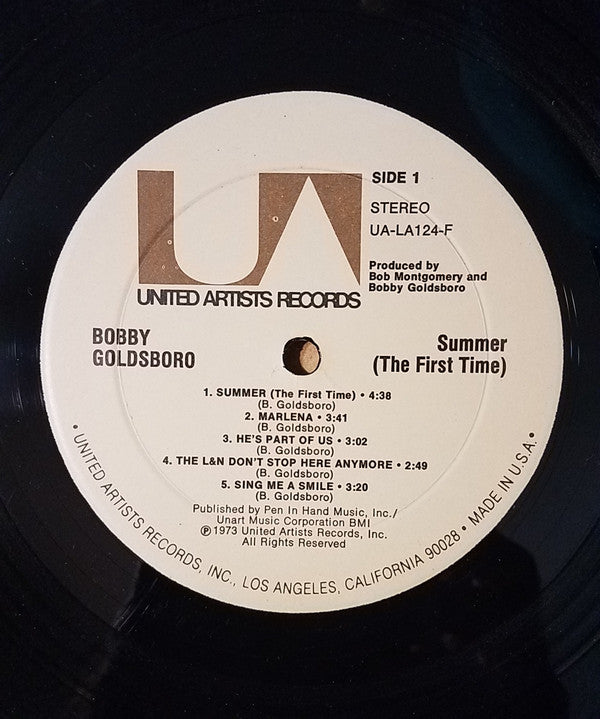 UA
SIDE 1
STEREO
UA-LA124-F
Produced by
Bob Montgomery and
Bobby Goldsboro
UNITED ARTISTS RECORDS
BOBBY
GOLDSBORO
Summer
(The First Time)
1. SUMMER (The First Time) • 4:38
(B. Goldsboro)
2. MARLENA • 3:41
(B. Goldsboro)
3. HE'S PART OF US • 3:02
(B. Goldsboro)
4. THE L&N DON'T STOP HERE ANYMORE • 2:49
(B. Goldsboro)
5. SING ME A SMILE • 3:20
(B. Goldsboro)
Published by Pen In Hand Music, Inc./
Unart Music Corporation BMI
℗1973 United Artists Records, Inc.
All Rights Reserved
• UNITED ARTISTS RECORDS, INC., LOS ANGELES, CALIFORNIA 90028 • MADE IN U.S.A. •